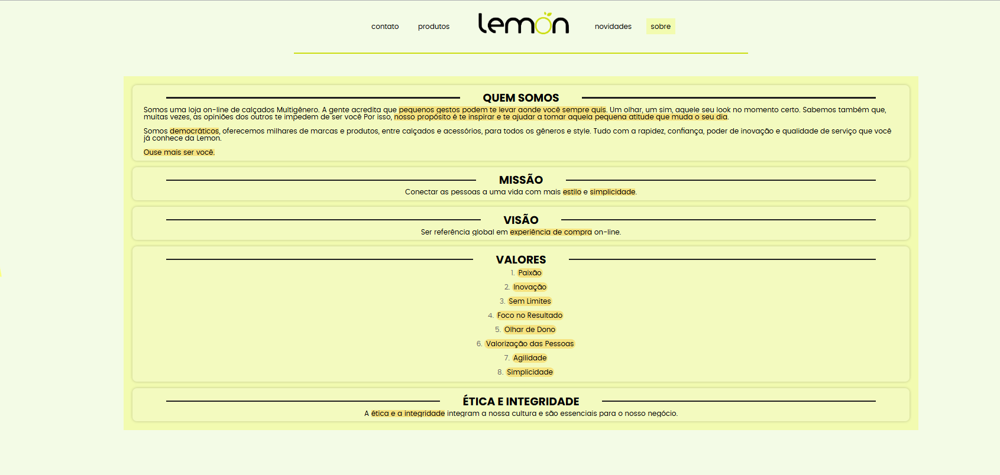 contato produtos lemon novidades sobre
QUEM SOMOS
Somos uma loja on-line de calçados Multigênero. A gente acredita que pequenos gestos podem te levar aonde você sempre quis. Um olhar, um sim, aquele seu look no momento certo. Sabemos também que,
muitas vezes, as opiniões dos outros te impedem de ser você Por isso, nosso propósito é te inspirar e te ajudar a tomar aquela pequena atitude que muda o seu dia.
Somos democráticos, oferecemos milhares de marcas e produtos, entre calçados e acessórios, para todos os gêneros e style. Tudo com a rapidez, confiança, poder de inovação e qualidade de serviço que você
já conhece da Lemon.
Ouse mais ser você.
MISSÃO
Conectar as pessoas a uma vida com mais estilo e simplicidade.
VISÃO
Ser referência global em experiência de compra on-line.
VALORES
1. Paixão
2. Inovação
3. Sem Limites
4. Foco no Resultado
5. Olhar de Dono
6. Valorização das Pessoas
7. Agilidade
8. Simplicidade
ÉTICA E INTEGRIDADE
A ética e a integridade integram a nossa cultura e são essenciais para o nosso negócio.